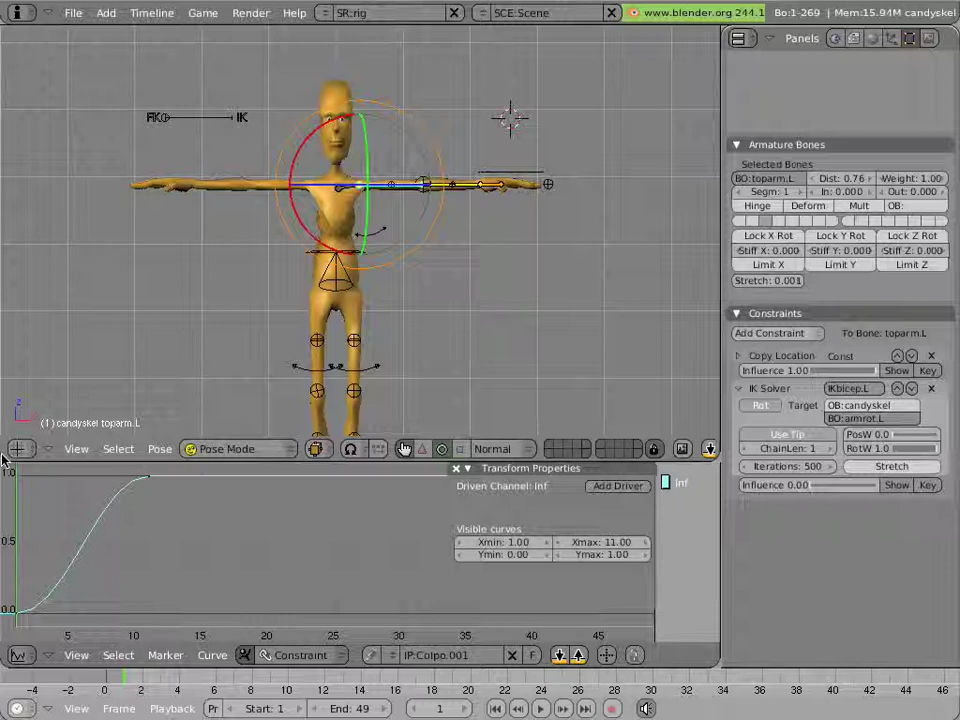 File Add Timeline Game Render Help SR:rig SCE:Scene www.blender.org 244.1 Bo:1-269 | Mem:15.94M candyskel
Panels
FK IK
Armature Bones
Selected Bones
BO:toparm.L Dist: 0.76 Weight: 1.00
Segm: 1 In: 0.000 Out: 0.000
Hinge Deform Mult OB:
Lock X Rot Lock Y Rot Lock Z Rot
Stiff X: 0.000 Stiff Y: 0.000 Stiff Z: 0.000
Limit X Limit Y Limit Z
Stretch: 0.001
Constraints
Add Constraint To Bone: toparm.L
Copy Location Const
Influence 1.00 Show Key
IK Solver IKbicep.L
Rot Target OB:candyskel
BO:armrot.L
Use Tip PosW 0.0
ChainLen: 1 RotW 1.0
Iterations: 500 Stretch
Influence 0.00 Show Key
z
(1) candyskel toparm.L
View Select Pose Pose Mode Normal
Transform Properties
Driven Channel: Inf Add Driver
Inf
Visible curves
Xmin: 1.00 Xmax: 11.00
Ymin: 0.00 Ymax: 1.00
1.0
0.5
0.0
5 10 15 20 25 30 35 40 45
View Select Marker Curve Constraint IP:Colpo.001 F
-4 -2 0 2 4 6 8 10 12 14 16 18 20 22 24 26 28 30 32 34 36 38 40 42 44 46
View Frame Playback Pr Start: 1 End: 49 1